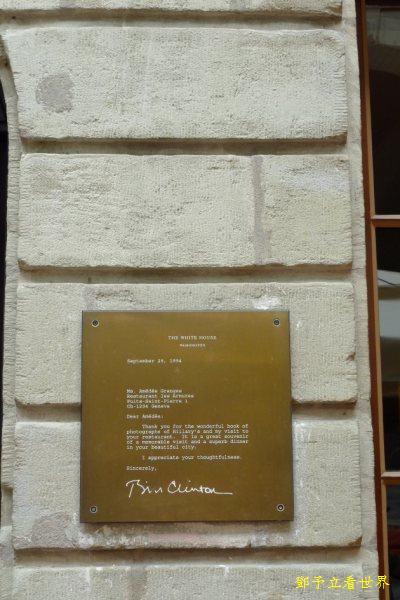 THE WHITE HOUSE
WASHINGTON
September 29, 1994
Ms. Amédée Granges
Restaurant les Armures
Puits-Saint-Pierre 1
Ch-1204 Geneva
Dear Amédée:
Thank you for the wonderful book of
photographs of Hillary's and my visit to
your restaurant. It is a great souvenir
of a memorable visit and a superb dinner
in your beautiful city.
I appreciate your thoughtfulness.
Sincerely,
Bill Clinton
鄧予立看世界